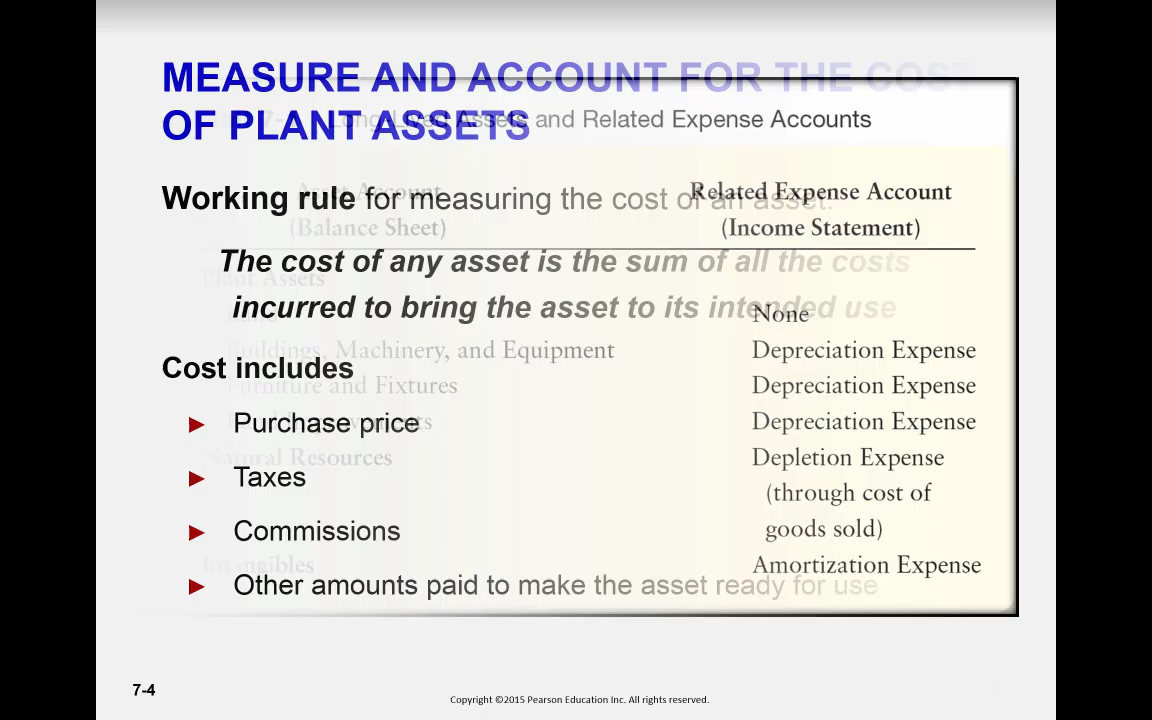 MEASURE AND ACCOUNT FOR THE COST
OF PLANT ASSETS
Working rule for measuring the cost of an asset:
The cost of any asset is the sum of all the costs
incurred to bring the asset to its intended use
Cost includes
► Purchase price
► Taxes
► Commissions
► Other amounts paid to make the asset ready for use
Long-Lived Assets and Related Expense Accounts
Asset Account Related Expense Account
(Balance Sheet) (Income Statement)
Plant Assets
None
Buildings, Machinery, and Equipment Depreciation Expense
Furniture and Fixtures Depreciation Expense
Depreciation Expense
Natural Resources Depletion Expense
(through cost of
goods sold)
Intangibles Amortization Expense
7-4
Copyright ©2015 Pearson Education Inc. All rights reserved.